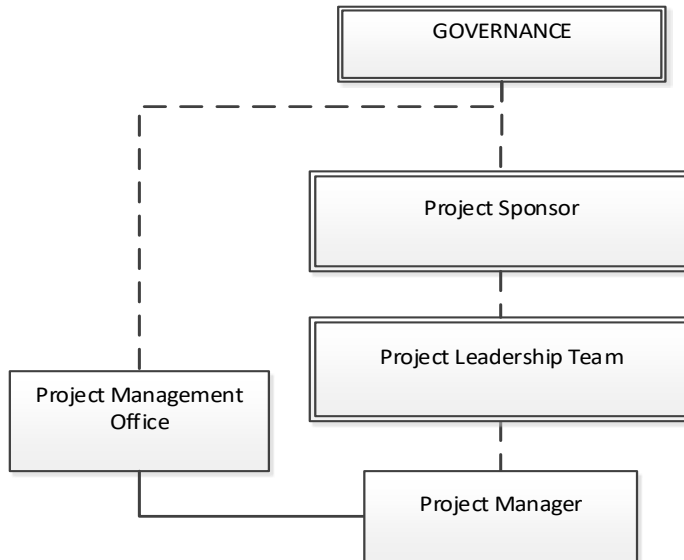 GOVERNANCE
Project Sponsor
Project Leadership Team
Project Management
Office
Project Manager